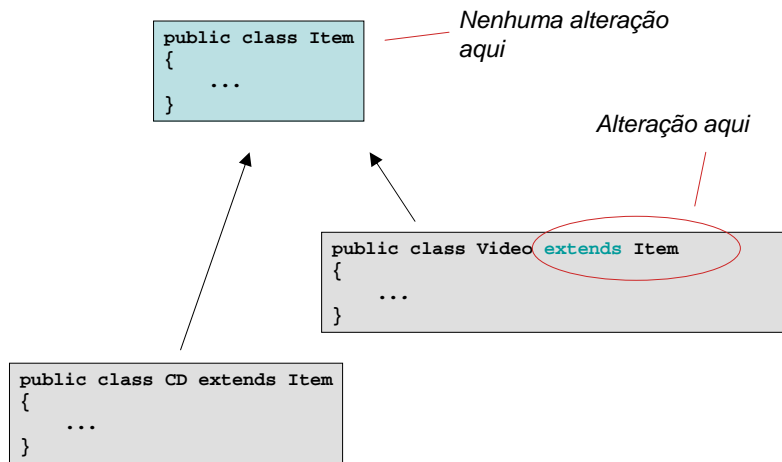 Nenhuma alteração
aqui
public class Item
{
...
}
Alteração aqui
public class Video extends Item
{
...
}
public class CD extends Item
{
...
}